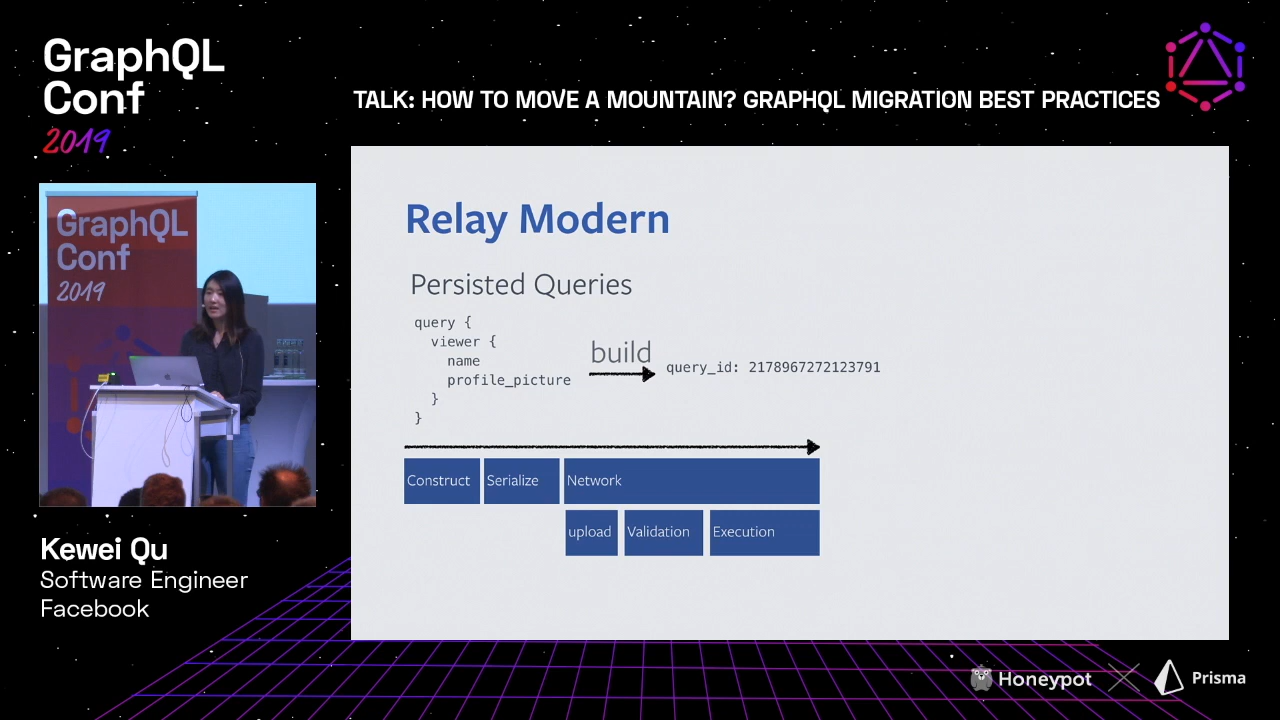 GraphQL
Conf
2019
TALK: HOW TO MOVE A MOUNTAIN? GRAPHQL MIGRATION BEST PRACTICES
GraphQL
Conf
2019
Kewei Qu
Software Engineer
Facebook
Relay Modern
Persisted Queries
query {
  viewer {
    name
    profile_picture
  }
}
build
query_id: 2178967272123791
Construct
Serialize
Network
upload
Validation
Execution
Honeypot
Prisma